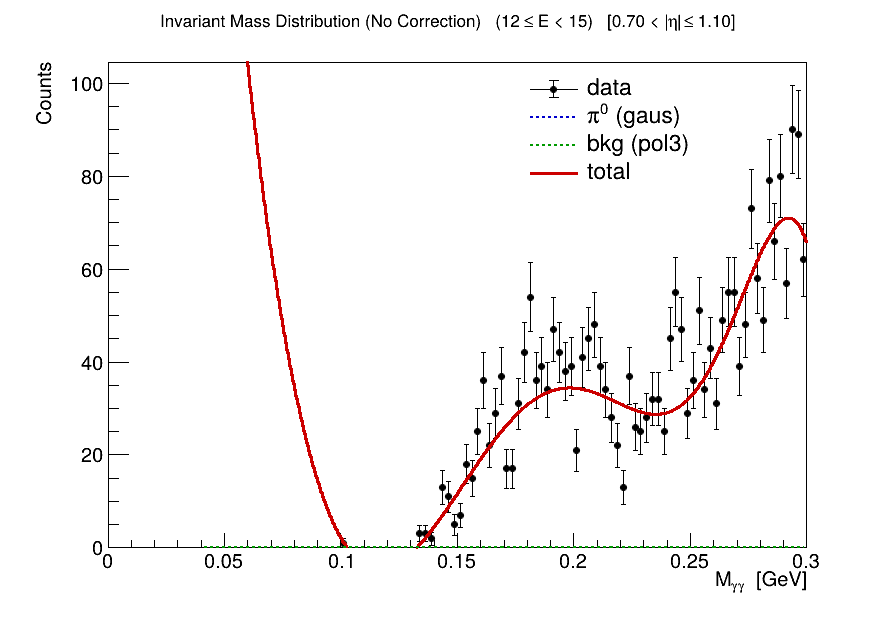 Invariant Mass Distribution (No Correction) (12 ≤ E < 15) [0.70 < |η| ≤ 1.10]
Counts
100
80
60
40
20
0
data
π⁰ (gaus)
bkg (pol3)
total
0 0.05 0.1 0.15 0.2 0.25 0.3
Mγγ [GeV]